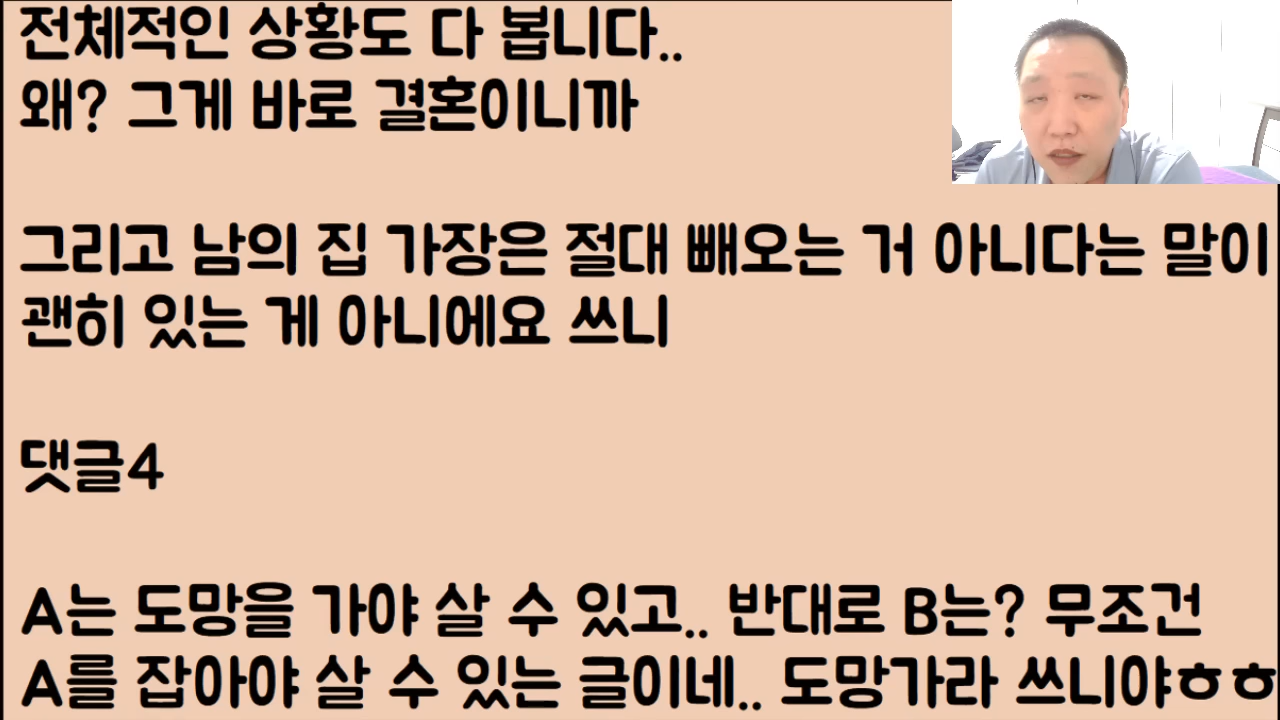 전체적인 상황도 다 봅니다..
왜? 그게 바로 결혼이니까
그리고 남의 집 가장은 절대 빼오는 거 아니다는 말이
괜히 있는 게 아니에요 쓰니
댓글4
A는 도망을 가야 살 수 있고.. 반대로 B는? 무조건
A를 잡아야 살 수 있는 글이네.. 도망가라 쓰니야ㅎㅎ